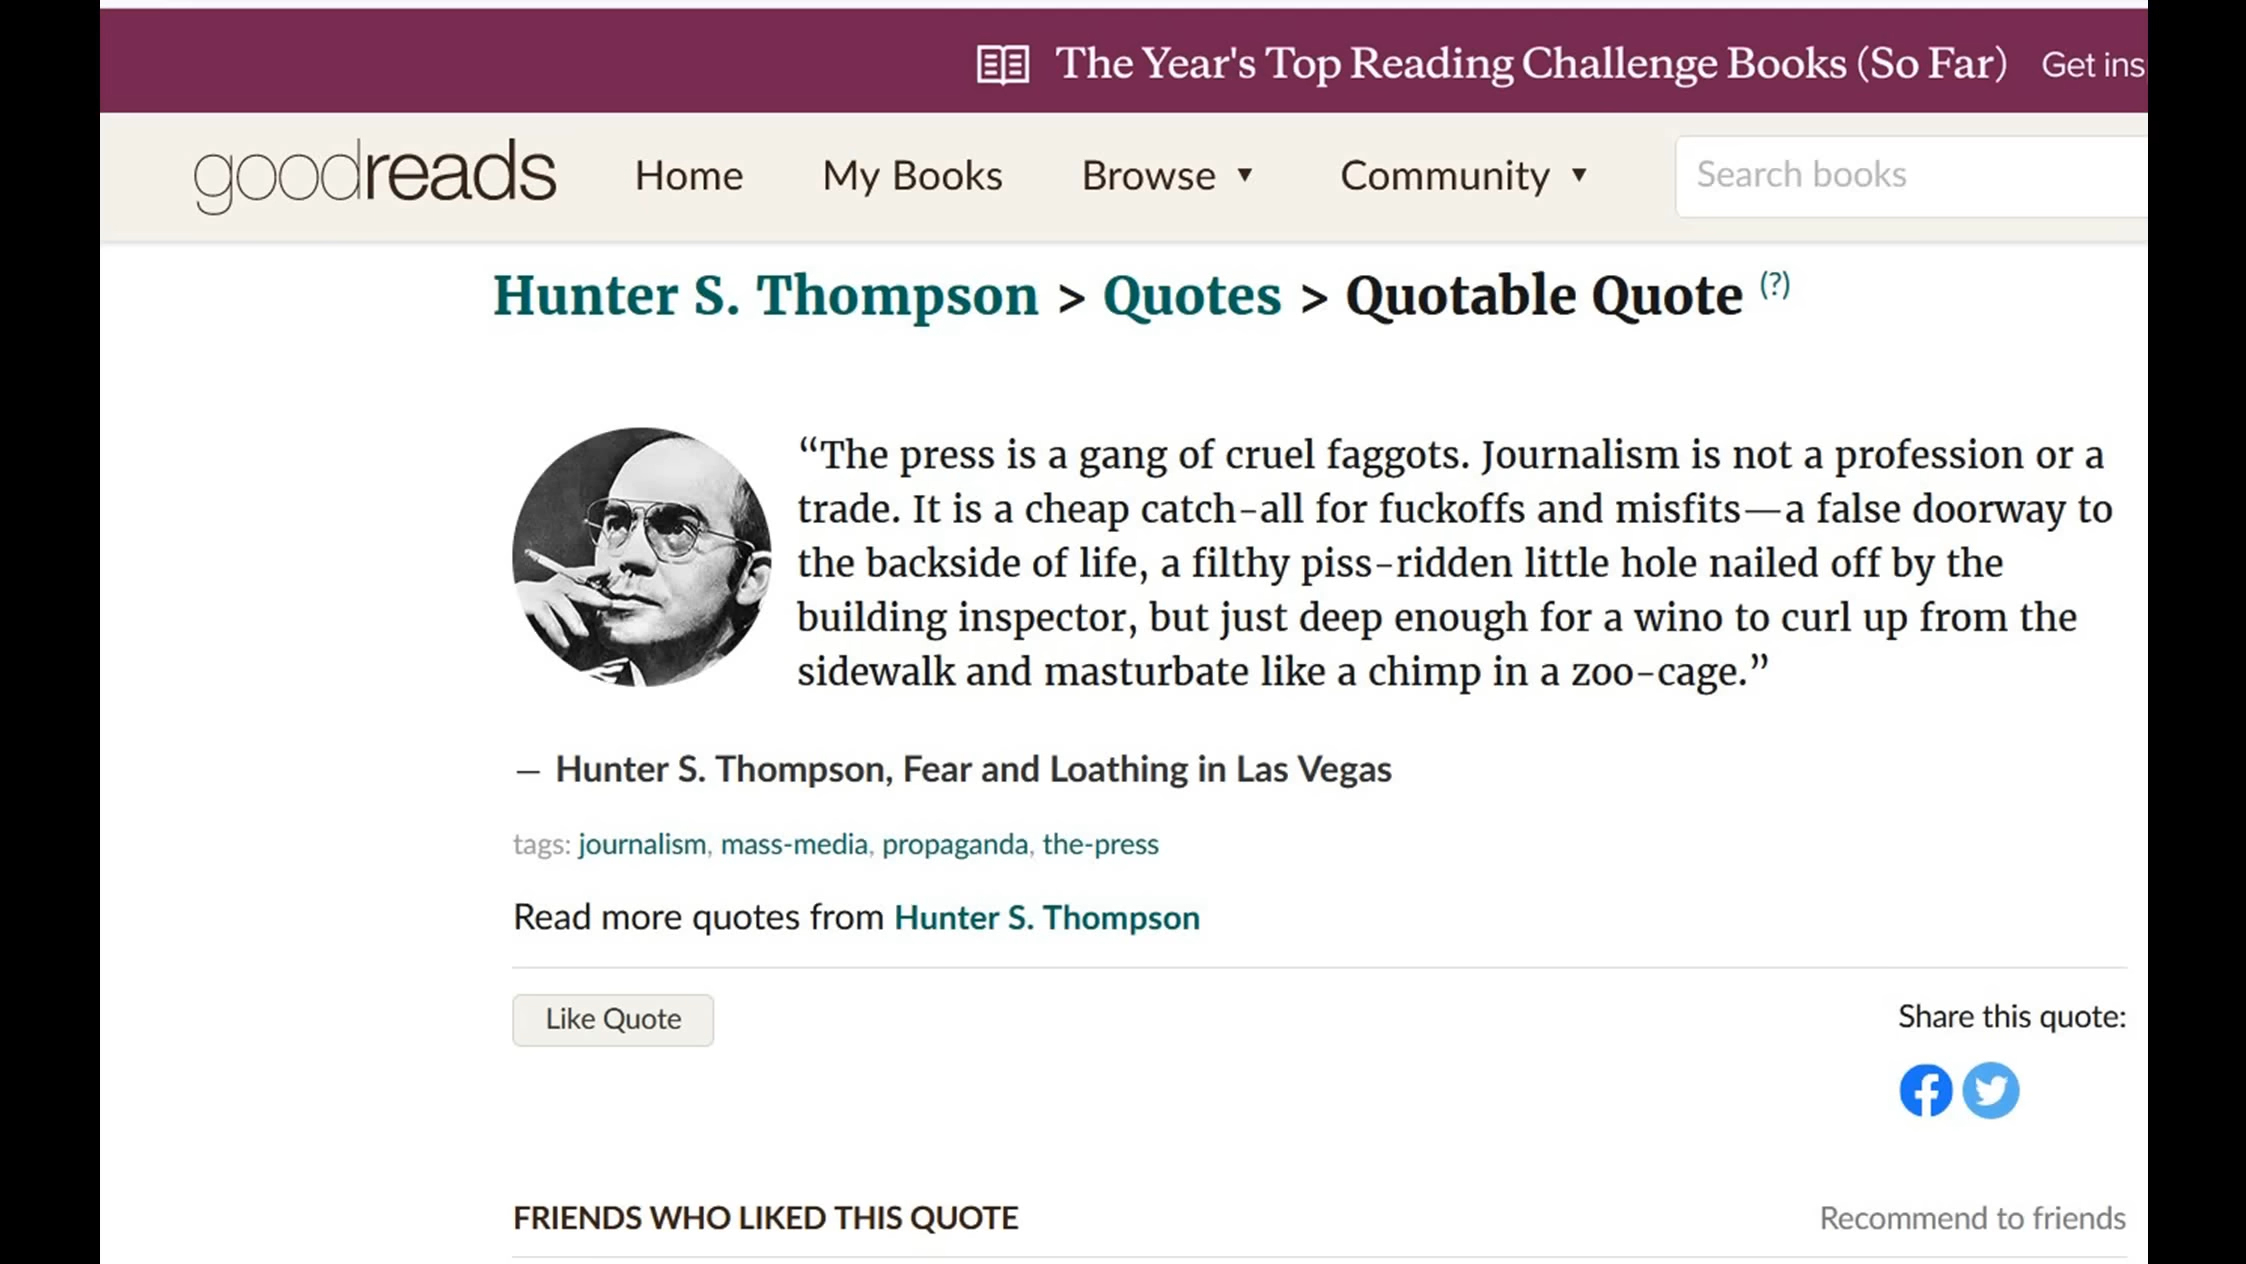 The Year's Top Reading Challenge Books (So Far) Get ins
goodreads Home My Books Browse ▼ Community ▼ Search books
Hunter S. Thompson > Quotes > Quotable Quote (?)
“The press is a gang of cruel faggots. Journalism is not a profession or a
trade. It is a cheap catch-all for fuckoffs and misfits—a false doorway to
the backside of life, a filthy piss-ridden little hole nailed off by the
building inspector, but just deep enough for a wino to curl up from the
sidewalk and masturbate like a chimp in a zoo-cage.”
— Hunter S. Thompson, Fear and Loathing in Las Vegas
tags: journalism, mass-media, propaganda, the-press
Read more quotes from Hunter S. Thompson
Like Quote
Share this quote:
FRIENDS WHO LIKED THIS QUOTE
Recommend to friends